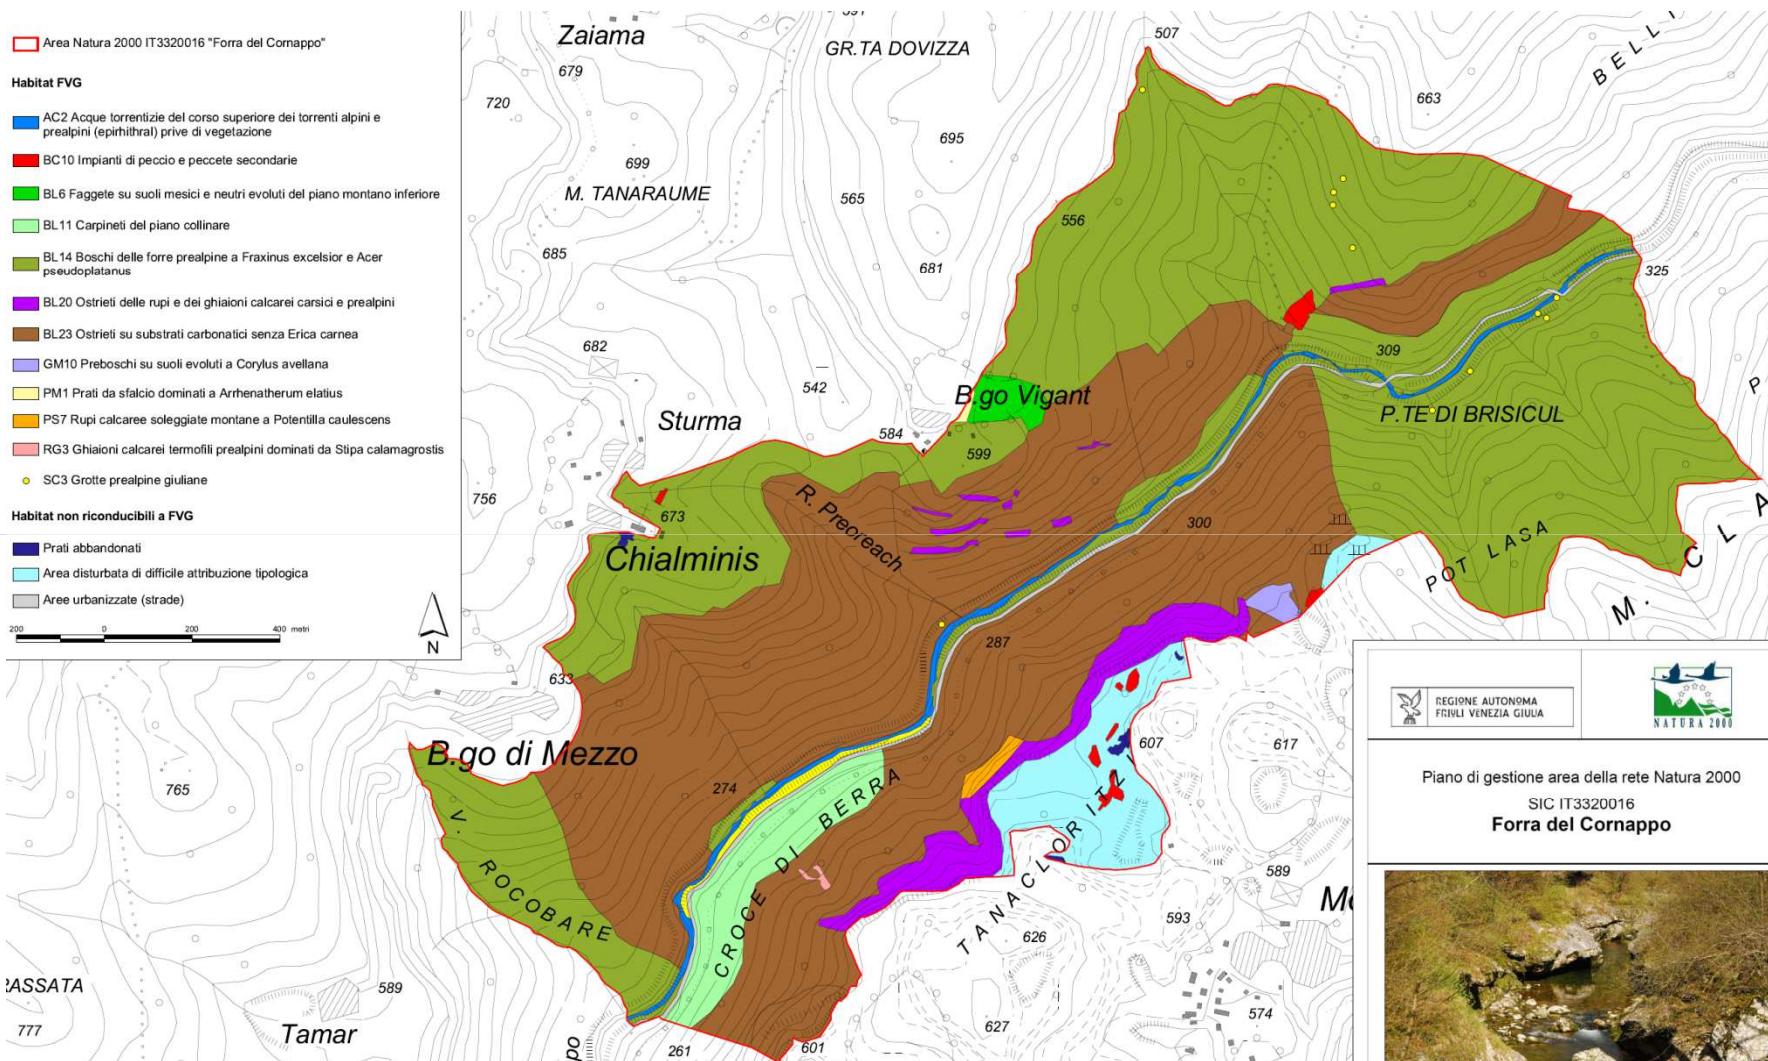 Area Natura 2000 IT3320016 "Forra del Cornappo"
Habitat FVG
AC2 Acque torrentizie del corso superiore dei torrenti alpini e
prealpini (epirhithral) prive di vegetazione
BC10 Impianti di peccio e peccete secondarie
BL6 Faggete su suoli mesici e neutri evoluti del piano montano inferiore
BL11 Carpineti del piano collinare
BL14 Boschi delle forre prealpine a Fraxinus excelsior e Acer
pseudoplatanus
BL20 Ostrieti delle rupi e dei ghiaioni calcarei carsici e prealpini
BL23 Ostrieti su substrati carbonatici senza Erica carnea
GM10 Preboschi su suoli evoluti a Corylus avellana
PM1 Prati da sfalcio dominati a Arrhenatherum elatius
PS7 Rupi calcaree soleggiate montane a Potentilla caulescens
RG3 Ghiaioni calcarei termofili prealpini dominati da Stipa calamagrostis
SC3 Grotte prealpine giuliane
Habitat non riconducibili a FVG
Prati abbandonati
Area disturbata di difficile attribuzione tipologica
Aree urbanizzate (strade)
200 0 200 400 metri
N
Zaiama
GR.TA DOVIZZA
507
BELL
679
720
663
695
699
M. TANARAUME
565
556
685
681
325
682
309
542
B.go Vigant
P.TE DI BRISICUL
P
Sturma
584
599
756
673
R. Preoreach
300
Chialminis
POT LASA
M. CLA
287
633
B.go di Mezzo
607
617
765
274
V. ROCOBARE
CROCE DI BERRA
TANACLORITZI
589
593
626
RASSATA
589
777
Tamar
627
574
261
601
po
REGIONE AUTONOMA
FRIULI VENEZIA GIULIA
NATURA 2000
Piano di gestione area della rete Natura 2000
SIC IT3320016
Forra del Cornappo